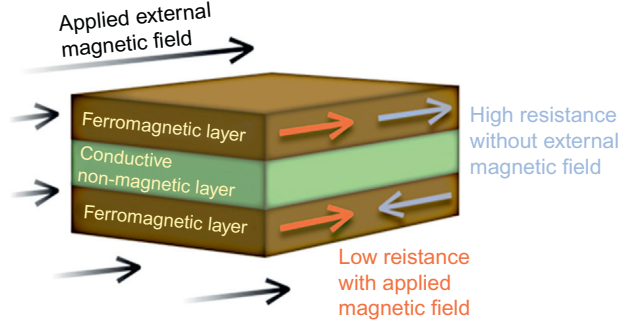 Applied external
magnetic field
Ferromagnetic layer
Conductive
non-magnetic layer
Ferromagnetic layer
High resistance
without external
magnetic field
Low reistance
with applied
magnetic field